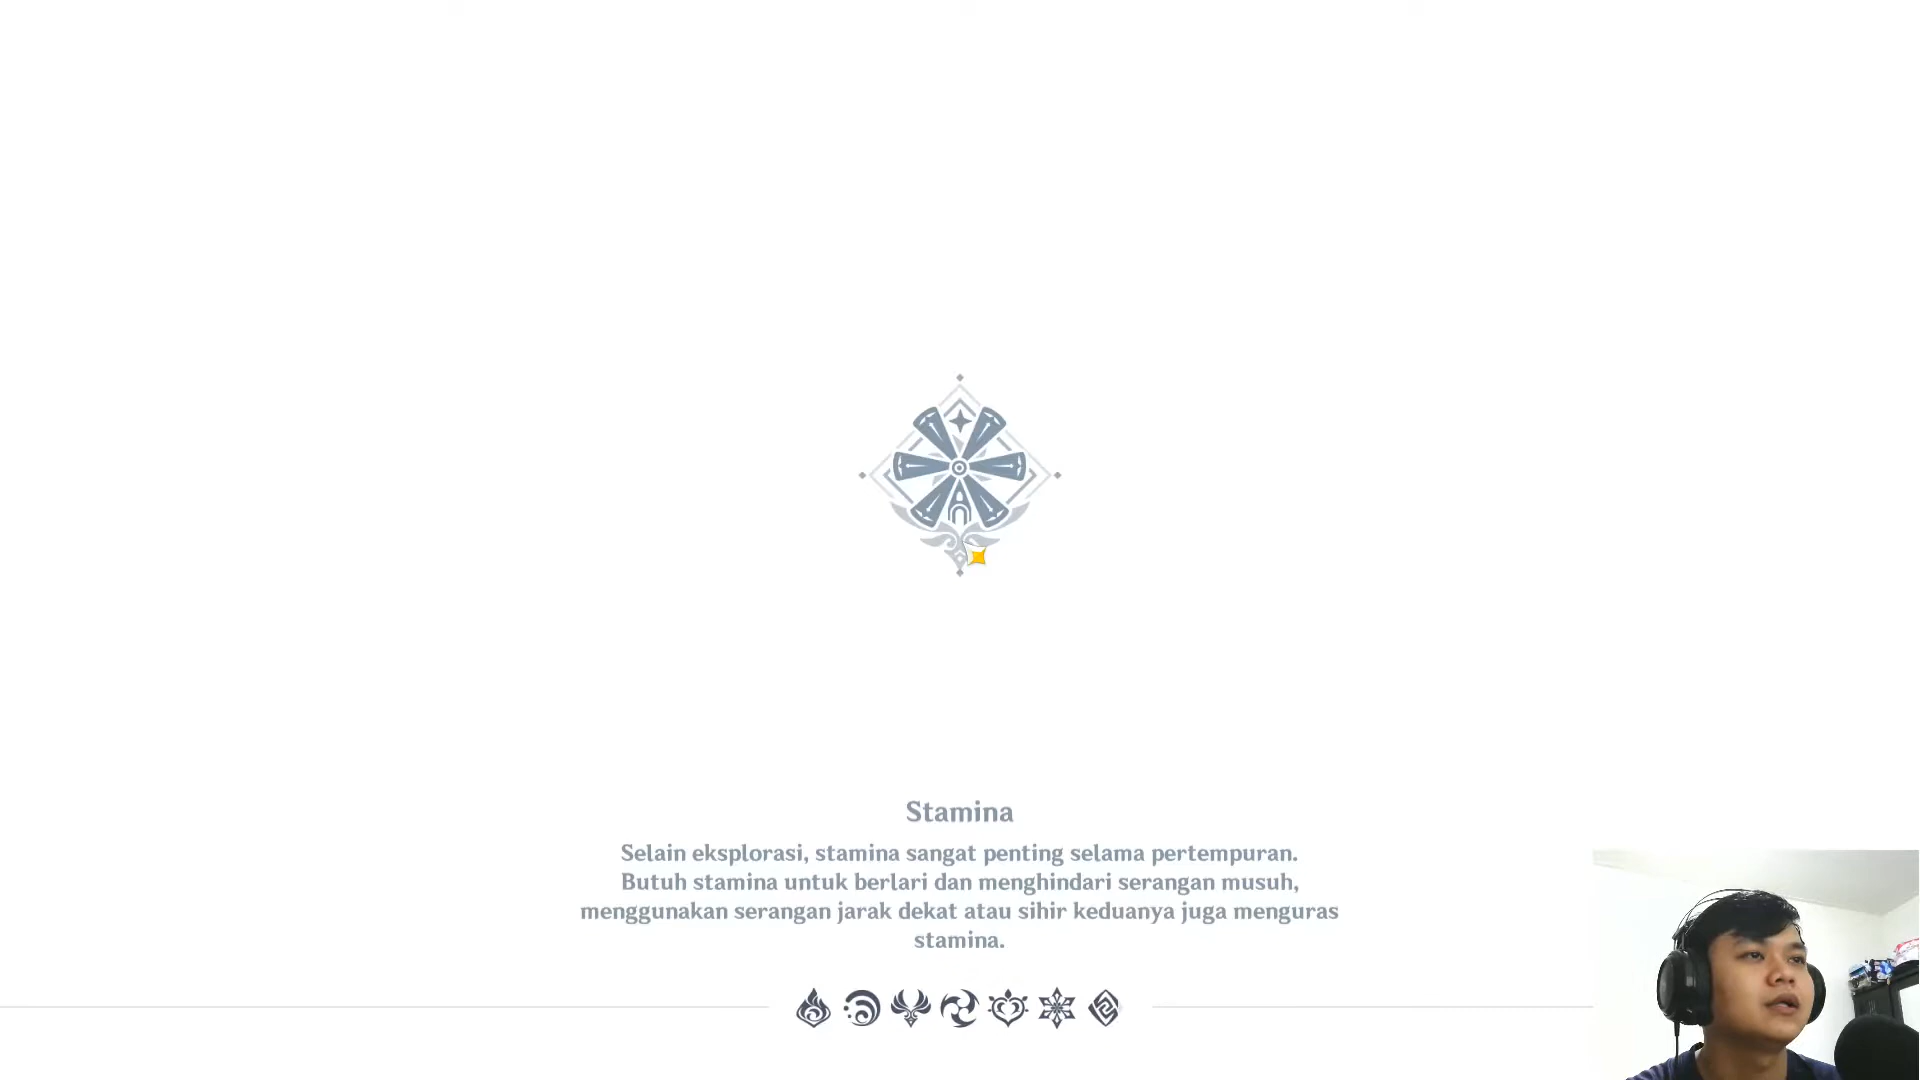 Stamina
Selain eksplorasi, stamina sangat penting selama pertempuran.
Butuh stamina untuk berlari dan menghindari serangan musuh,
menggunakan serangan jarak dekat atau sihir keduanya juga menguras
stamina.